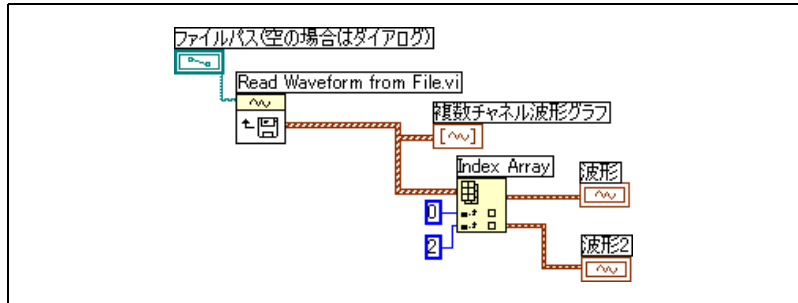 ファイルパス(空の場合はダイアログ)
Read Waveform from File.vi
複数チャネル波形グラフ
Index Array
波形
0
2
波形2